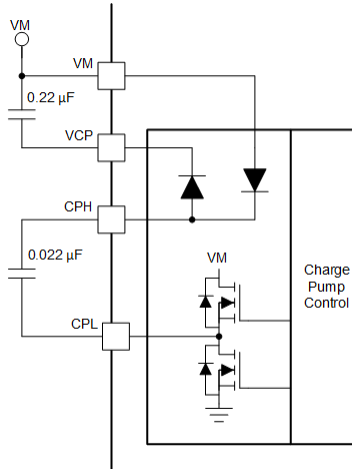 VM
VM
0.22 µF
VCP
CPH
0.022 µF
VM
Charge
Pump
Control
CPL